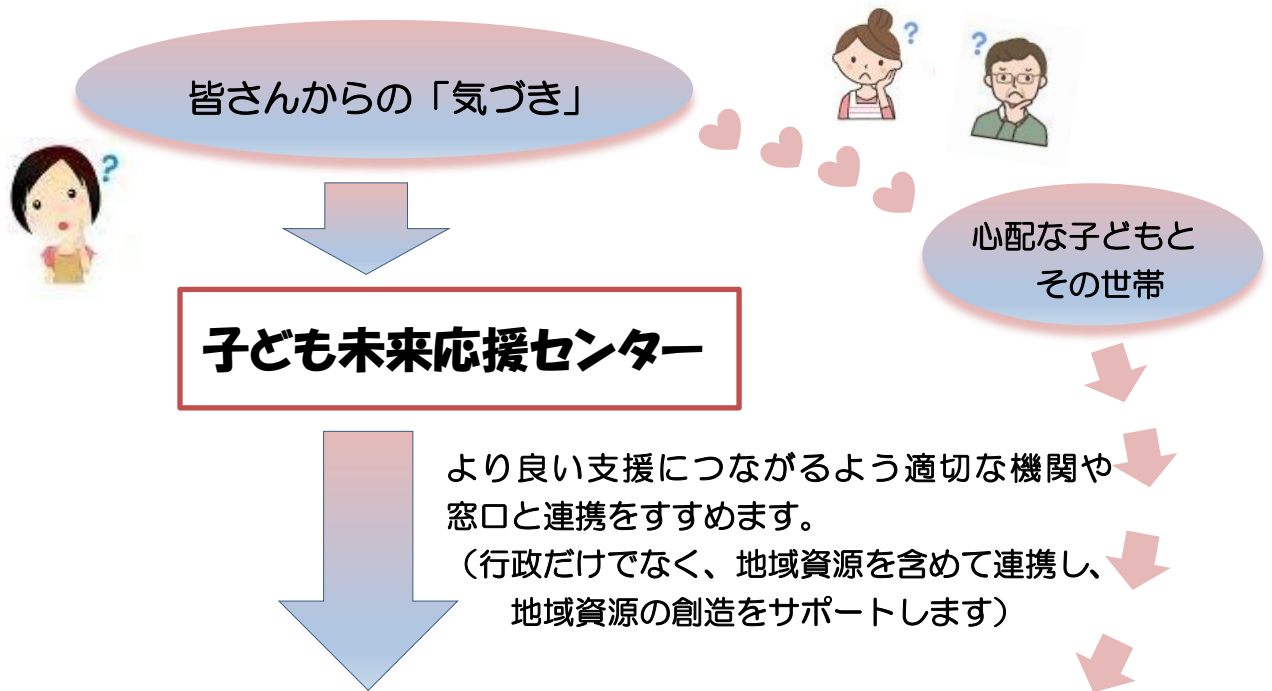 皆さんからの「気づき」
?
?
?
心配な子どもと
その世帯
子ども未来応援センター
より良い支援につながるよう適切な機関や
窓口と連携をすすめます。
（行政だけでなく、地域資源を含めて連携し、
地域資源の創造をサポートします）